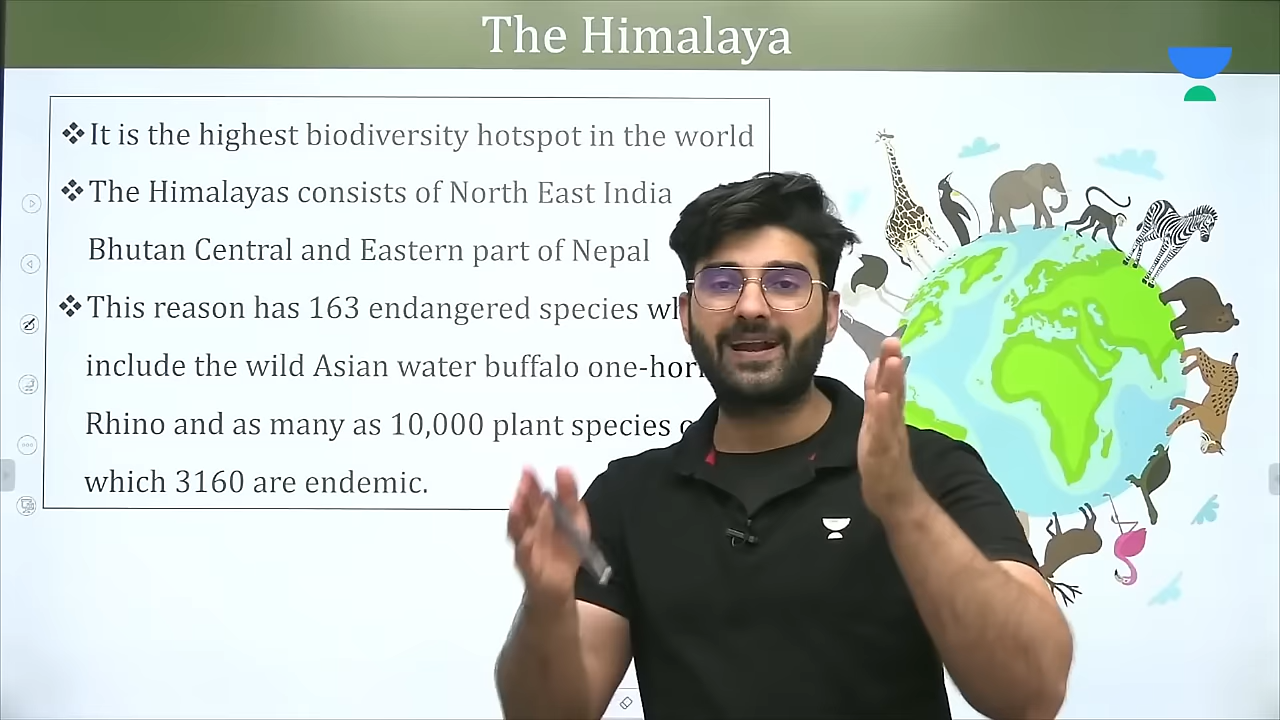 The Himalaya
❖It is the highest biodiversity hotspot in the world
❖The Himalayas consists of North East India
Bhutan Central and Eastern part of Nepal
❖This reason has 163 endangered species
include the wild Asian water buffalo
Rhino and as many as 10,000 plant species
which 3160 are endemic.